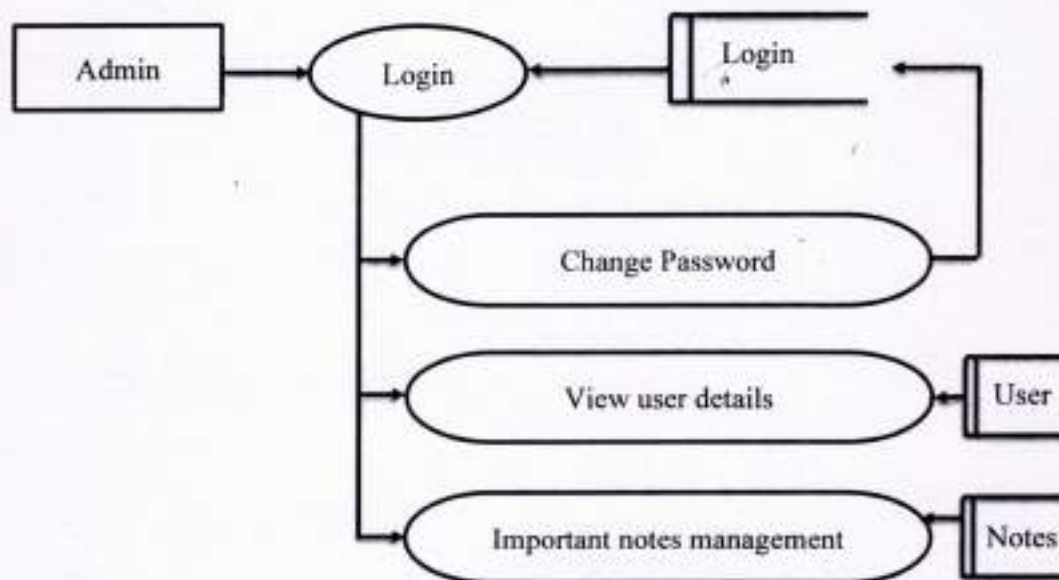 Admin
Login
Login
Change Password
View user details
User
Important notes management
Notes